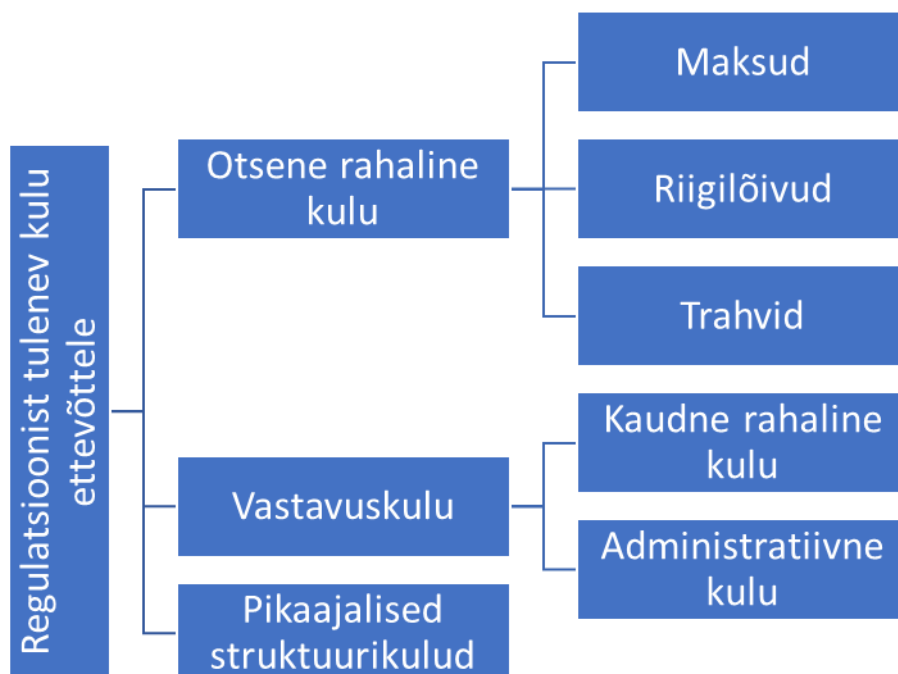 Regulatsioonist tulenev kulu
ettevõttele
Otsene rahaline
kulu
Maksud
Riigilõivud
Trahvid
Vastavuskulu
Kaudne rahaline
kulu
Administratiivne
kulu
Pikaajalised
struktuurikulud